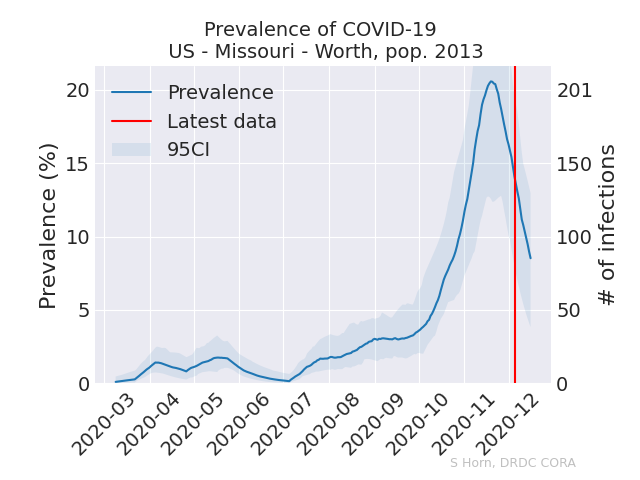 Prevalence of COVID-19
US - Missouri - Worth, pop. 2013
Prevalence
Latest data
95CI
Prevalence (%)
20
15
10
5
0
201
150
100
50
0
# of infections
2020-03
2020-04
2020-05
2020-06
2020-07
2020-08
2020-09
2020-10
2020-11
2020-12
S Horn, DRDC CORA